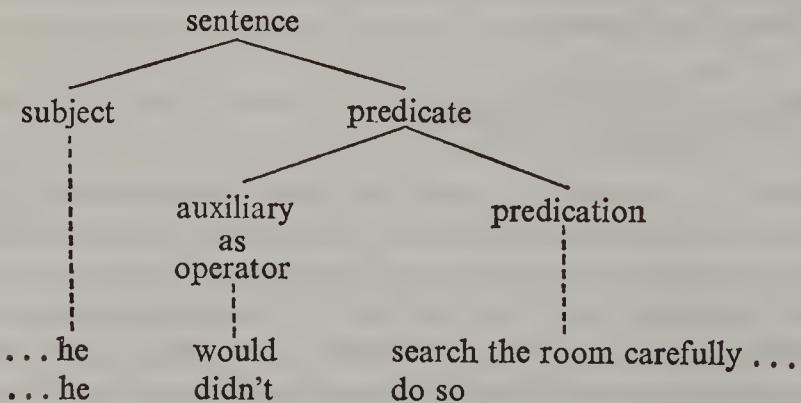 sentence
subject predicate
auxiliary predication
as
operator
...he would search the room carefully ...
...he didn't do so